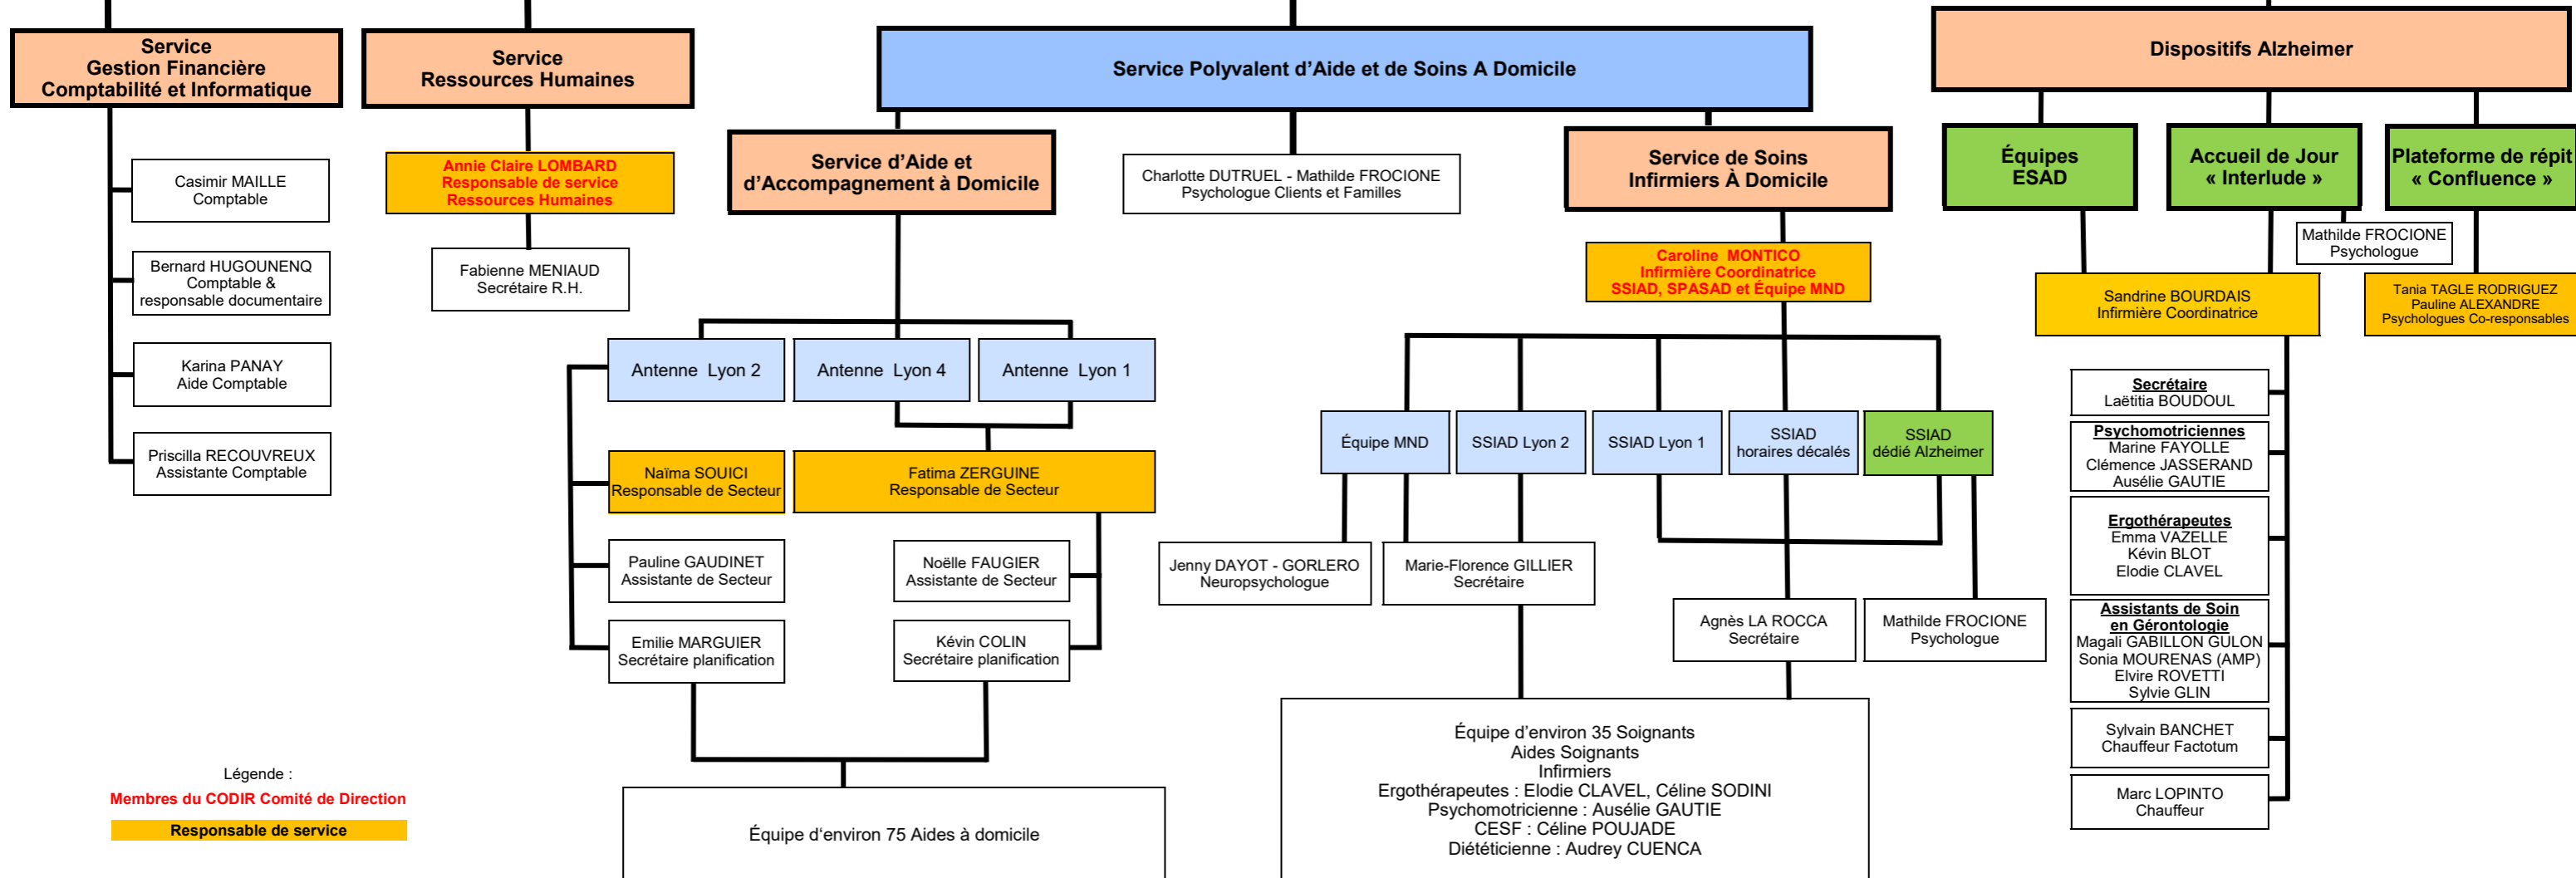 Service
Gestion Financière
Comptabilité et Informatique
Casimir MAILLE
Comptable
Bernard HUGOUNENQ
Comptable &
responsable documentaire
Karina PANAY
Aide Comptable
Priscilla RECOUVREUX
Assistante Comptable
Service
Ressources Humaines
Annie Claire LOMBARD
Responsable de service
Ressources Humaines
Fabienne MENIAUD
Secrétaire R.H.
Service Polyvalent d’Aide et de Soins A Domicile
Service d’Aide et
d’Accompagnement à Domicile
Antenne Lyon 2
Antenne Lyon 4
Antenne Lyon 1
Naïma SOUICI
Responsable de Secteur
Fatima ZERGUINE
Responsable de Secteur
Pauline GAUDINET
Assistante de Secteur
Noëlle FAUGIER
Assistante de Secteur
Emilie MARGUIER
Secrétaire planification
Kévin COLIN
Secrétaire planification
Équipe d‘environ 75 Aides à domicile
Charlotte DUTRUEL - Mathilde FROCIONE
Psychologue Clients et Familles
Service de Soins
Infirmiers À Domicile
Caroline MONTICO
Infirmière Coordinatrice
SSIAD, SPASAD et Équipe MND
Équipe MND
SSIAD Lyon 2
SSIAD Lyon 1
SSIAD
horaires décalés
SSIAD
dédié Alzheimer
Jenny DAYOT - GORLERO
Neuropsychologue
Marie-Florence GILLIER
Secrétaire
Agnès LA ROCCA
Secrétaire
Mathilde FROCIONE
Psychologue
Équipe d’environ 35 Soignants
Aides Soignants
Infirmiers
Ergothérapeutes : Elodie CLAVEL, Céline SODINI
Psychomotricienne : Ausélie GAUTIE
CESF : Céline POUJADE
Diététicienne : Audrey CUENCA
Dispositifs Alzheimer
Équipes
ESAD
Accueil de Jour
« Interlude »
Plateforme de répit
« Confluence »
Mathilde FROCIONE
Psychologue
Sandrine BOURDAIS
Infirmière Coordinatrice
Tania TAGLE RODRIGUEZ
Pauline ALEXANDRE
Psychologues Co-responsables
Secrétaire
Laëtitia BOUDOUL
Psychomotriciennes
Marine FAYOLLE
Clémence JASSERAND
Ausélie GAUTIE
Ergothérapeutes
Emma VAZELLE
Kévin BLOT
Elodie CLAVEL
Assistants de Soin
en Gérontologie
Magali GABILLON GULON
Sonia MOURENAS (AMP)
Elvire ROVETTI
Sylvie GLIN
Sylvain BANCHET
Chauffeur Factotum
Marc LOPINTO
Chauffeur
Légende :
Membres du CODIR Comité de Direction
Responsable de service